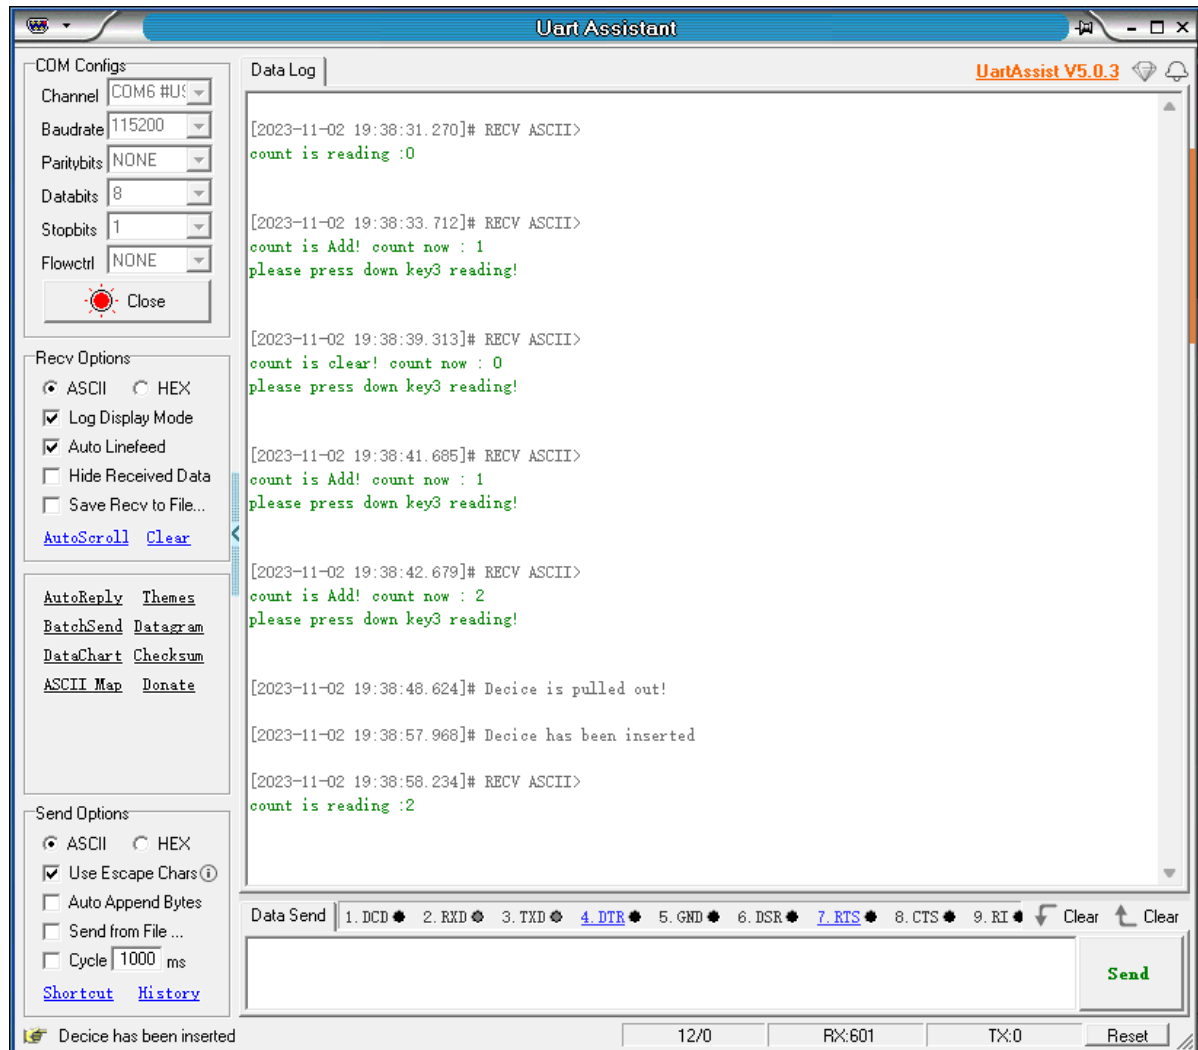 Uart Assistant
COM Configs
Channel COM6 #US
Baudrate 115200
Paritybits NONE
Databits 8
Stopbits 1
Flowctrl NONE
Close
Recv Options
ASCII HEX
Log Display Mode
Auto Linefeed
Hide Received Data
Save Recv to File...
AutoScroll Clear
AutoReply Themes
BatchSend Datagram
DataChart Checksum
ASCII Map Donate
Send Options
ASCII HEX
Use Escape Chars
Auto Append Bytes
Send from File ...
Cycle 1000 ms
Shortcut History
Data Log
UartAssist V5.0.3
[2023-11-02 19:38:31.270]# RECV ASCII>
count is reading :0
[2023-11-02 19:38:33.712]# RECV ASCII>
count is Add! count now : 1
please press down key3 reading!
[2023-11-02 19:38:39.313]# RECV ASCII>
count is clear! count now : 0
please press down key3 reading!
[2023-11-02 19:38:41.685]# RECV ASCII>
count is Add! count now : 1
please press down key3 reading!
[2023-11-02 19:38:42.679]# RECV ASCII>
count is Add! count now : 2
please press down key3 reading!
[2023-11-02 19:38:48.624]# Decice is pulled out!
[2023-11-02 19:38:57.968]# Decice has been inserted
[2023-11-02 19:38:58.234]# RECV ASCII>
count is reading :2
Data Send 1.DCD 2.RXD 3.TXD 4.DTR 5.GND 6.DSR 7.RTS 8.CTS 9.RI Clear Clear
Send
Decice has been inserted 12/0 RX:601 TX:0 Reset